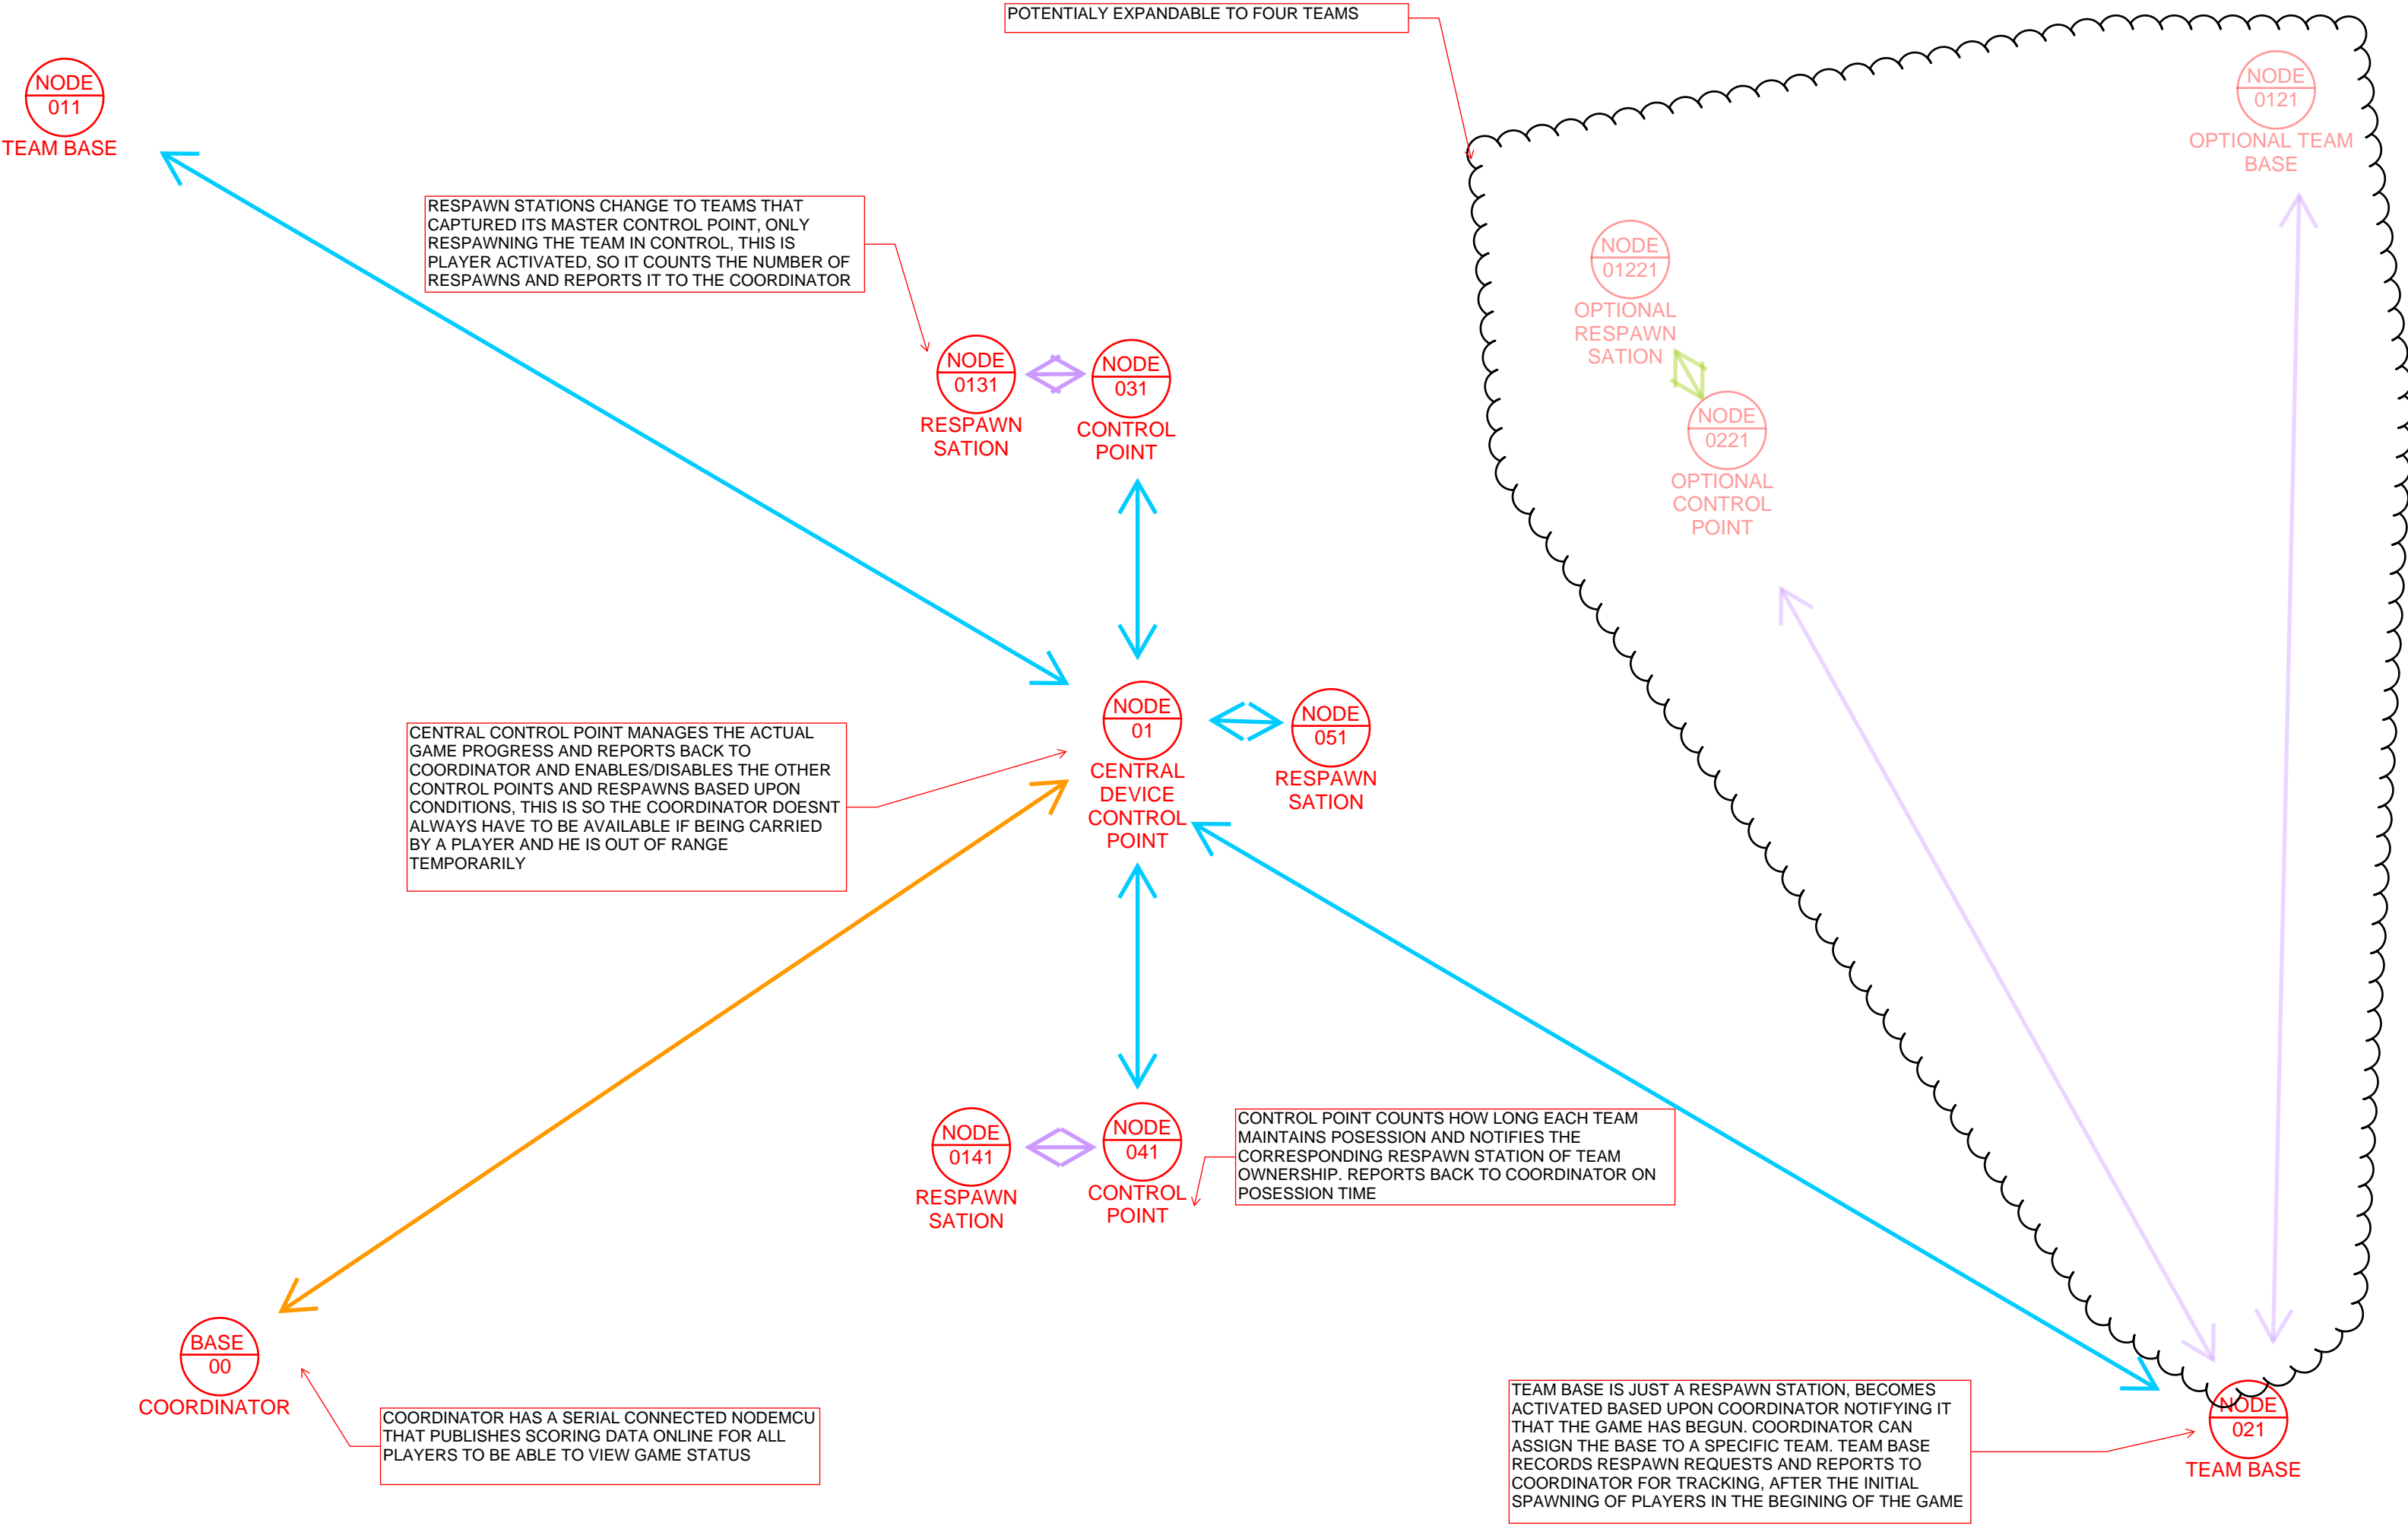 POTENTIALY EXPANDABLE TO FOUR TEAMS
NODE
011
TEAM BASE
NODE
0121
OPTIONAL TEAM
BASE
RESPAWN STATIONS CHANGE TO TEAMS THAT
CAPTURED ITS MASTER CONTROL POINT, ONLY
RESPAWNING THE TEAM IN CONTROL, THIS IS
PLAYER ACTIVATED, SO IT COUNTS THE NUMBER OF
RESPAWNS AND REPORTS IT TO THE COORDINATOR
NODE
01221
OPTIONAL
RESPAWN
SATION
NODE
0131
RESPAWN
SATION
NODE
031
CONTROL
POINT
NODE
0221
OPTIONAL
CONTROL
POINT
CENTRAL CONTROL POINT MANAGES THE ACTUAL
GAME PROGRESS AND REPORTS BACK TO
COORDINATOR AND ENABLES/DISABLES THE OTHER
CONTROL POINTS AND RESPAWNS BASED UPON
CONDITIONS, THIS IS SO THE COORDINATOR DOESNT
ALWAYS HAVE TO BE AVAILABLE IF BEING CARRIED
BY A PLAYER AND HE IS OUT OF RANGE
TEMPORARILY
NODE
01
CENTRAL
DEVICE
CONTROL
POINT
NODE
051
RESPAWN
SATION
NODE
0141
RESPAWN
SATION
NODE
041
CONTROL
POINT
CONTROL POINT COUNTS HOW LONG EACH TEAM
MAINTAINS POSESSION AND NOTIFIES THE
CORRESPONDING RESPAWN STATION OF TEAM
OWNERSHIP. REPORTS BACK TO COORDINATOR ON
POSESSION TIME
BASE
00
COORDINATOR
COORDINATOR HAS A SERIAL CONNECTED NODEMCU
THAT PUBLISHES SCORING DATA ONLINE FOR ALL
PLAYERS TO BE ABLE TO VIEW GAME STATUS
TEAM BASE IS JUST A RESPAWN STATION, BECOMES
ACTIVATED BASED UPON COORDINATOR NOTIFYING IT
THAT THE GAME HAS BEGUN. COORDINATOR CAN
ASSIGN THE BASE TO A SPECIFIC TEAM. TEAM BASE
RECORDS RESPAWN REQUESTS AND REPORTS TO
COORDINATOR FOR TRACKING, AFTER THE INITIAL
SPAWNING OF PLAYERS IN THE BEGINING OF THE GAME
NODE
021
TEAM BASE